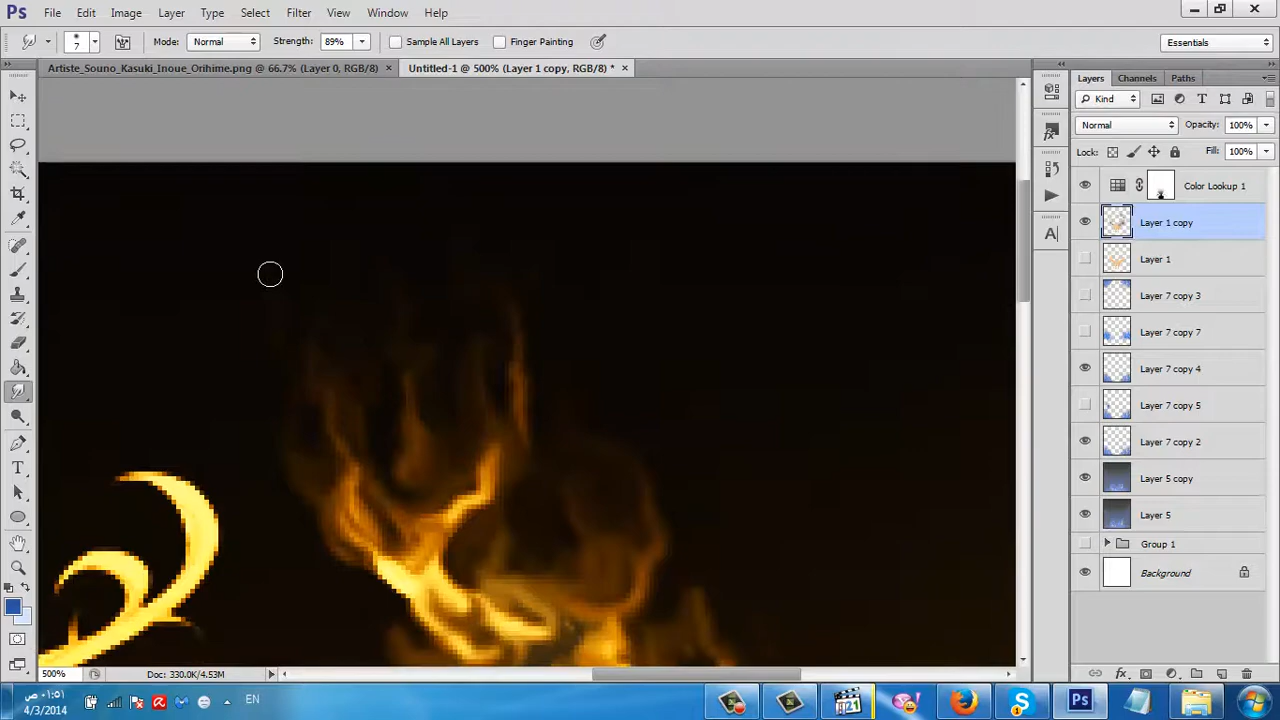 Ps File Edit Image Layer Type Select Filter View Window Help
7 Mode: Normal Strength: 89% Sample All Layers Finger Painting Essentials
Artiste_Souno_Kasuki_Inoue_Orihime.png @ 66.7% (Layer 0, RGB/8) × Untitled-1 @ 500% (Layer 1 copy, RGB/8) * ×
Layers Channels Paths
Kind
Normal Opacity: 100%
Lock: Fill: 100%
Color Lookup 1
Layer 1 copy
Layer 1
Layer 7 copy 3
Layer 7 copy 7
Layer 7 copy 4
Layer 7 copy 5
Layer 7 copy 2
Layer 5 copy
Layer 5
Group 1
Background
500% Doc: 330.0K/4.53M
ص ٠١:٥١ EN
4/3/2014